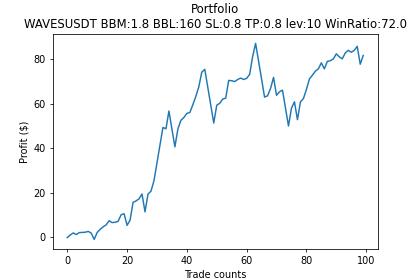 Portfolio
WAVESUSDT BBM:1.8 BBL:160 SL:0.8 TP:0.8 lev:10 WinRatio:72.0
80
60
40
20
0
Profit ($)
0 20 40 60 80 100
Trade counts